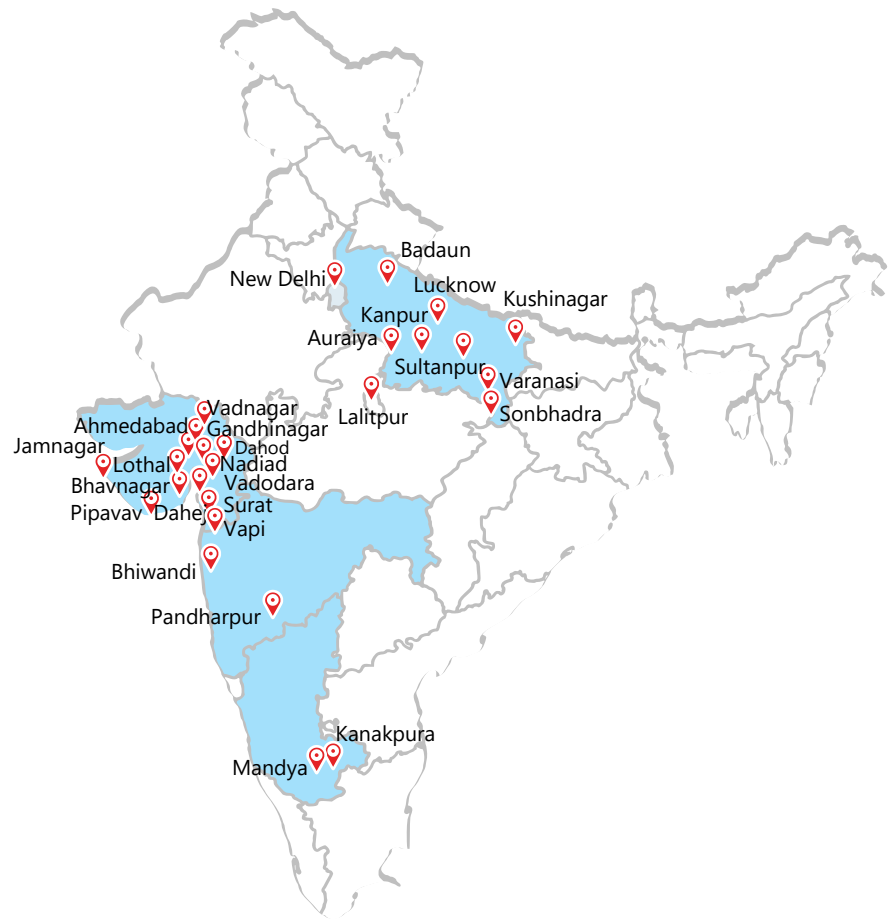 Badaun
New Delhi
Lucknow
Kushinagar
Kanpur
Auraiya
Sultanpur
Varanasi
Lalitpur
Sonbhadra
Vadnagar
Ahmedabad
Gandhinagar
Jamnagar
Dahod
Lothal
Nadiad
Bhavnagar
Vadodara
Pipavav
Dahej
Surat
Vapi
Bhiwandi
Pandharpur
Kanakpura
Mandya